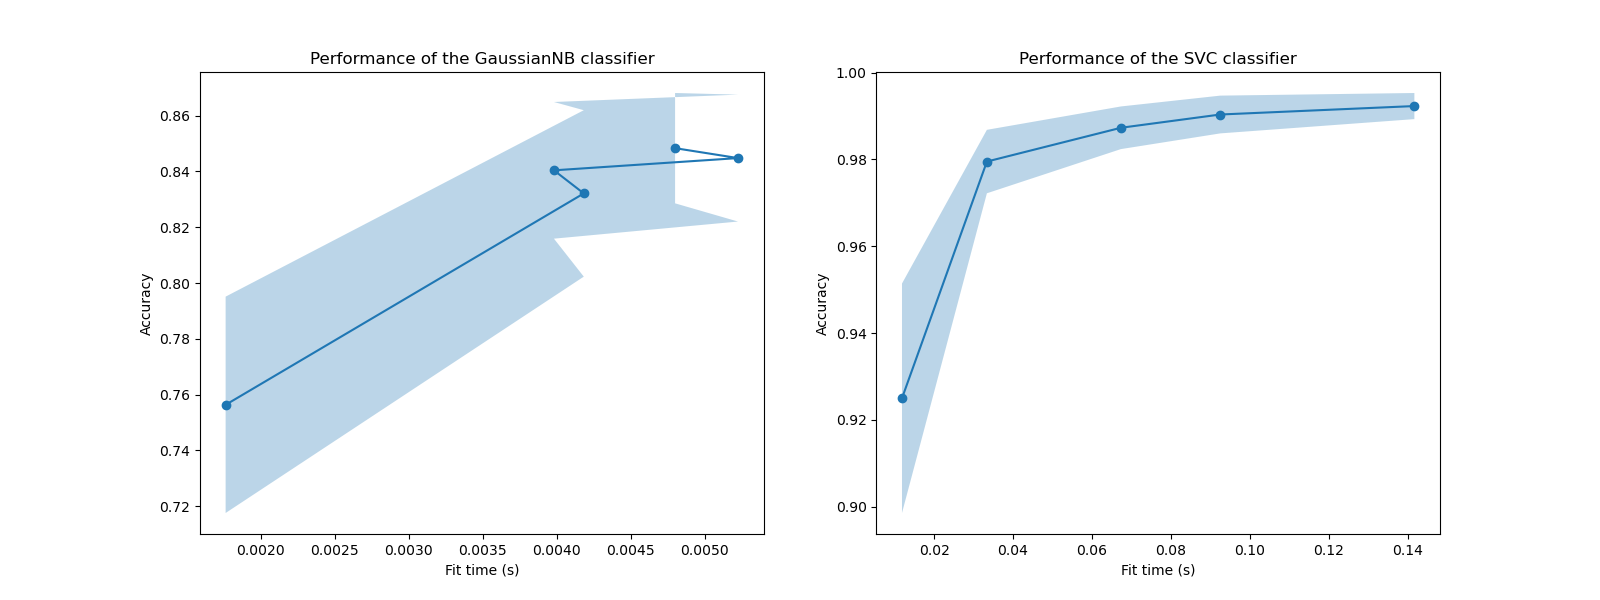 Performance of the GaussianNB classifier
0.86
0.84
0.82
0.80
0.78
0.76
0.74
0.72
Accuracy
0.0020 0.0025 0.0030 0.0035 0.0040 0.0045 0.0050
Fit time (s)
Performance of the SVC classifier
1.00
0.98
0.96
0.94
0.92
0.90
Accuracy
0.02 0.04 0.06 0.08 0.10 0.12 0.14
Fit time (s)